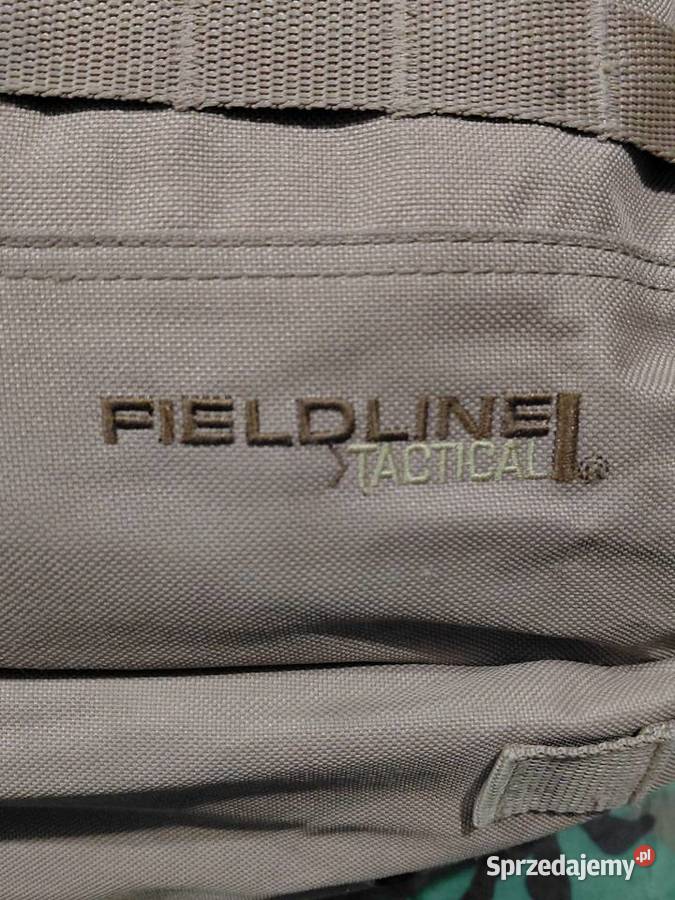 FIELDLINE
TACTICAL ®
Sprzedajemy.pl